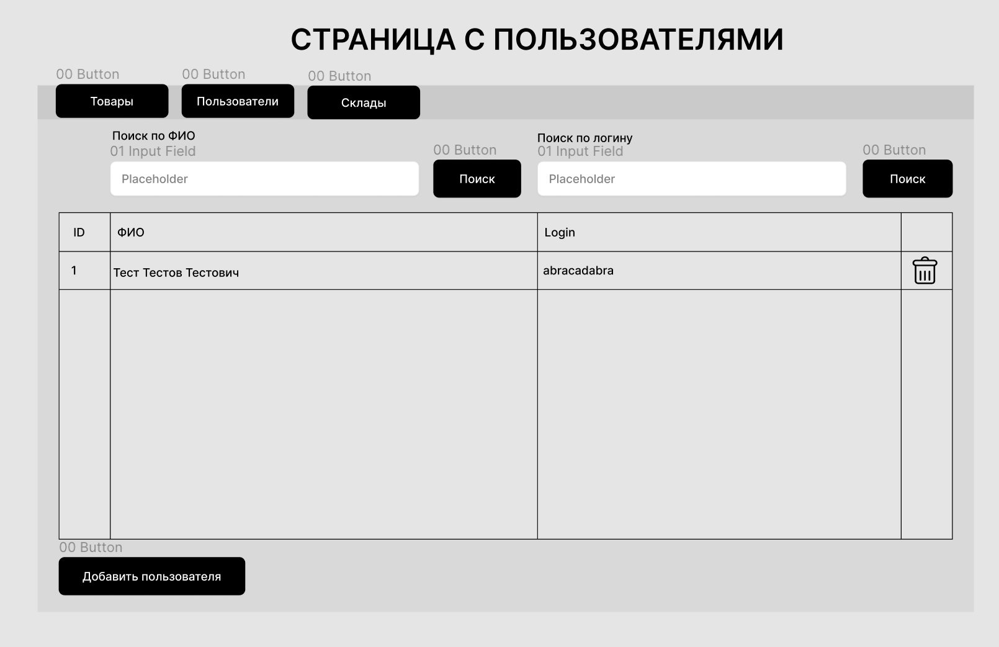 СТРАНИЦА С ПОЛЬЗОВАТЕЛЯМИ
00 Button
00 Button
00 Button
Товары
Пользователи
Склады
Поиск по ФИО
Поиск по логину
01 Input Field
00 Button
01 Input Field
00 Button
Placeholder
Поиск
Placeholder
Поиск
ID
ФИО
Login
1
Тест Тестов Тестович
abracadabra
00 Button
Добавить пользователя